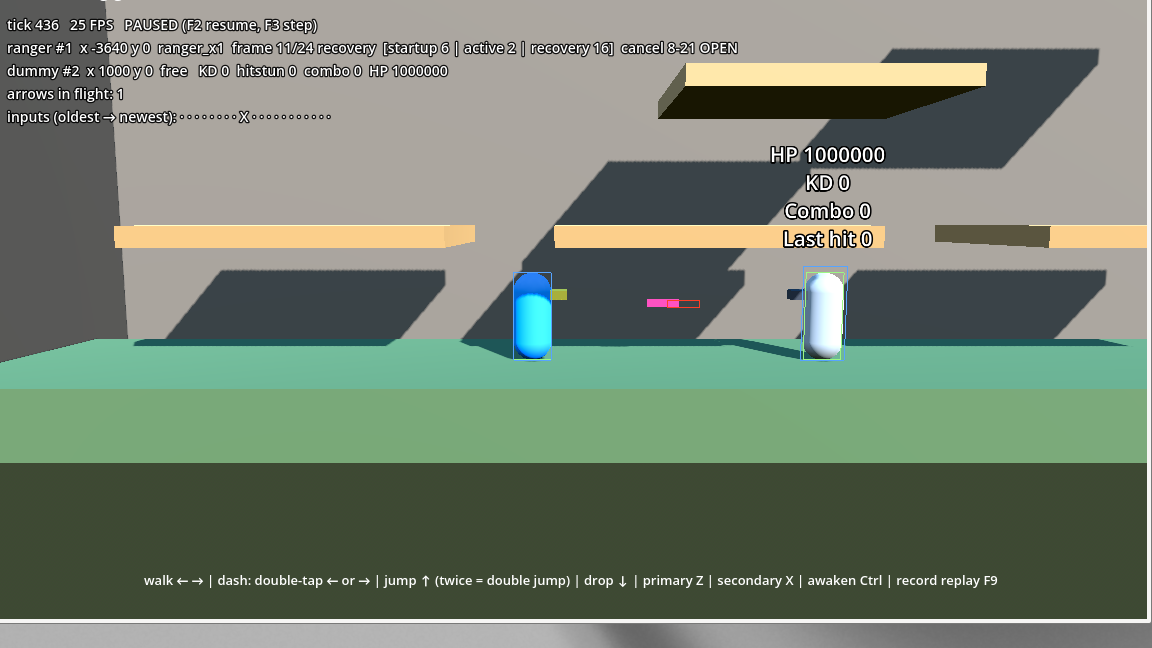 tick 436 25 FPS PAUSED (F2 resume, F3 step)
ranger #1 x -3640 y 0 ranger_x1 frame 11/24 recovery [startup 6 | active 2 | recovery 16] cancel 8-21 OPEN
dummy #2 x 1000 y 0 free KD 0 hitstun 0 combo 0 HP 1000000
arrows in flight: 1
inputs (oldest → newest): · · · · · · · · X · · · · · · · · · · ·
HP 1000000
KD 0
Combo 0
Last hit 0
walk ← → | dash: double-tap ← or → | jump ↑ (twice = double jump) | drop ↓ | primary Z | secondary X | awaken Ctrl | record replay F9